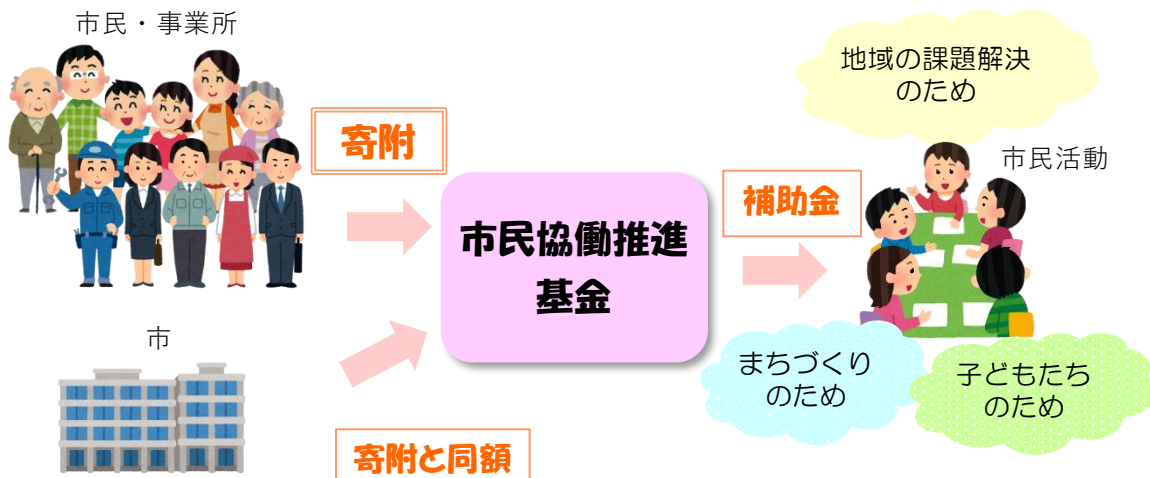 市民・事業所
寄附
市
寄附と同額
市民協働推進
基金
補助金
地域の課題解決
のため
市民活動
まちづくり
のため
子どもたち
のため